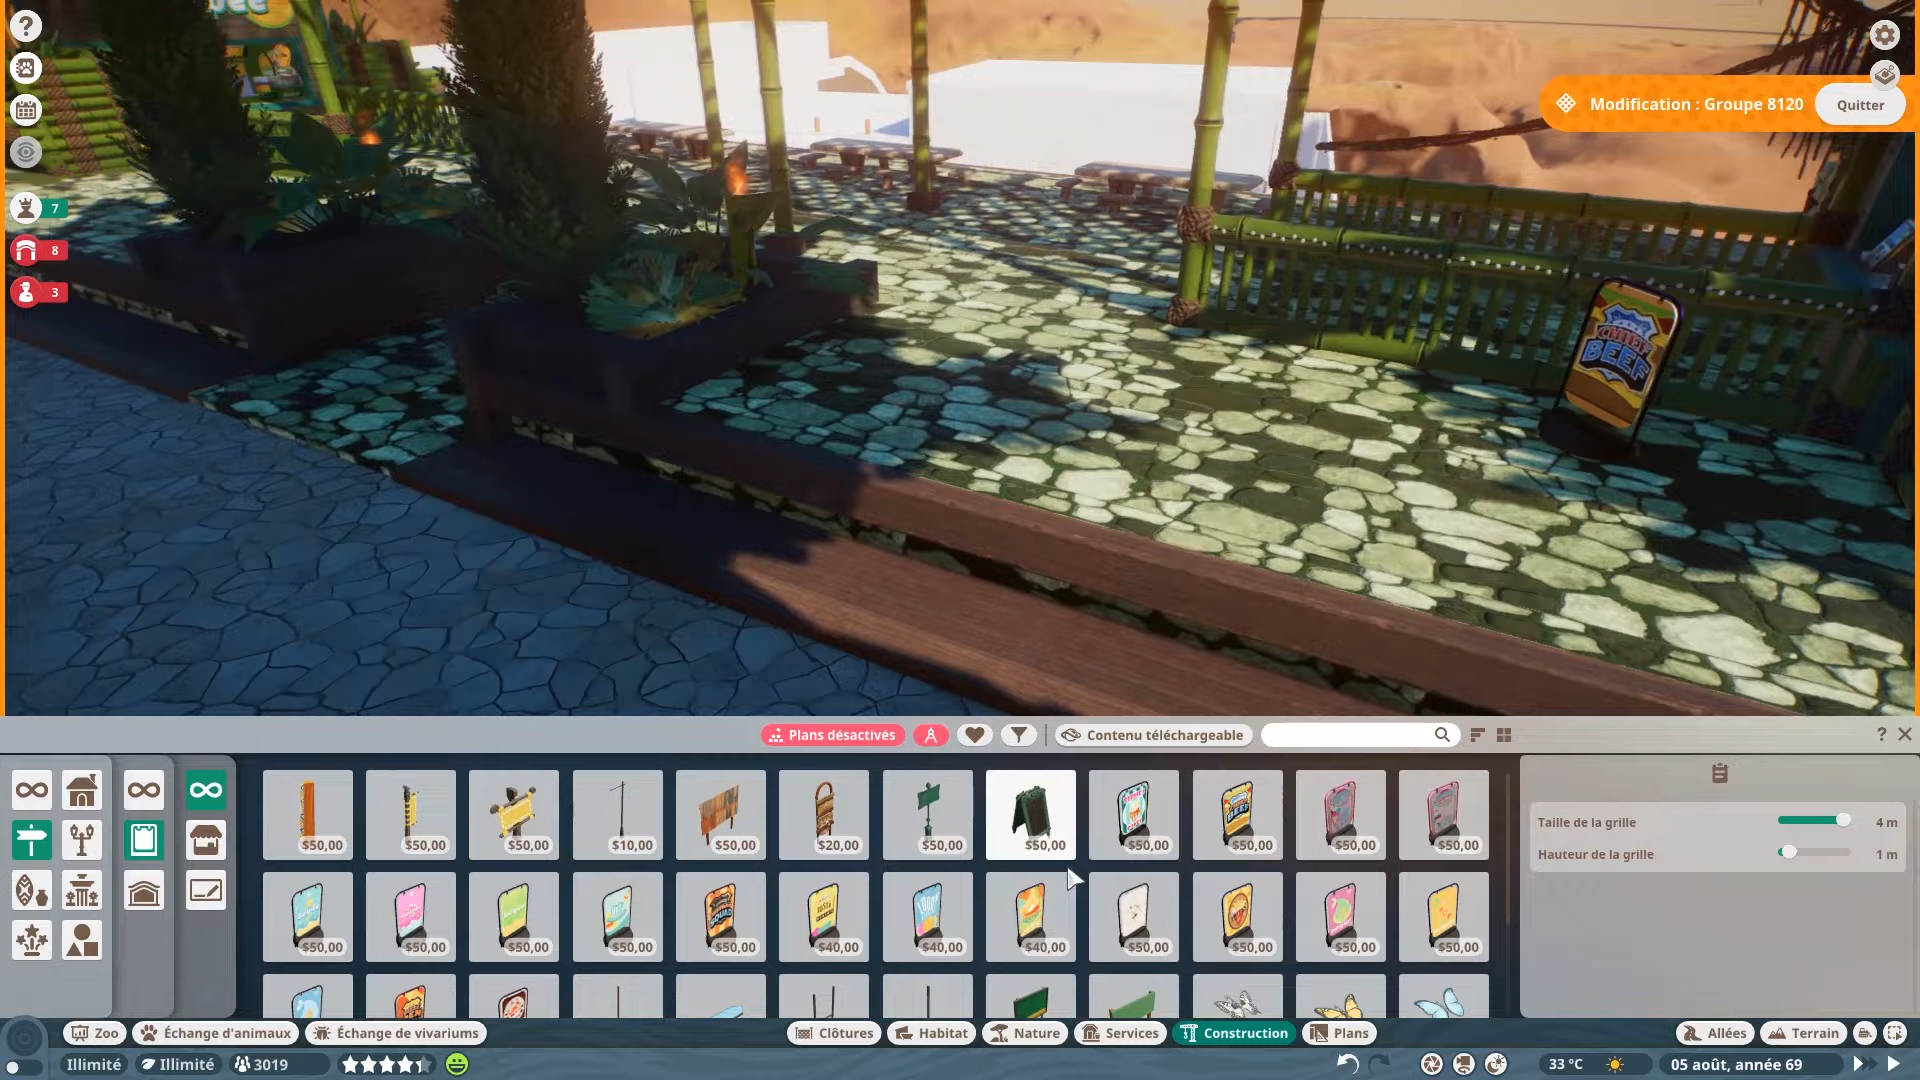 Modification : Groupe 8120
Quitter
7
8
3
CHIEF
BEEF
Plans désactivés
Contenu téléchargeable
$50,00
$50,00
$50,00
$10,00
$50,00
$20,00
$50,00
$50,00
$50,00
$50,00
$50,00
$50,00
$50,00
$50,00
$50,00
$50,00
$50,00
$40,00
$40,00
$40,00
$50,00
$50,00
$50,00
$50,00
Taille de la grille
4 m
Hauteur de la grille
1 m
Zoo
Échange d'animaux
Échange de vivariums
Clôtures
Habitat
Nature
Services
Construction
Plans
Allées
Terrain
Illimité
Illimité
3019
33 °C
05 août, année 69